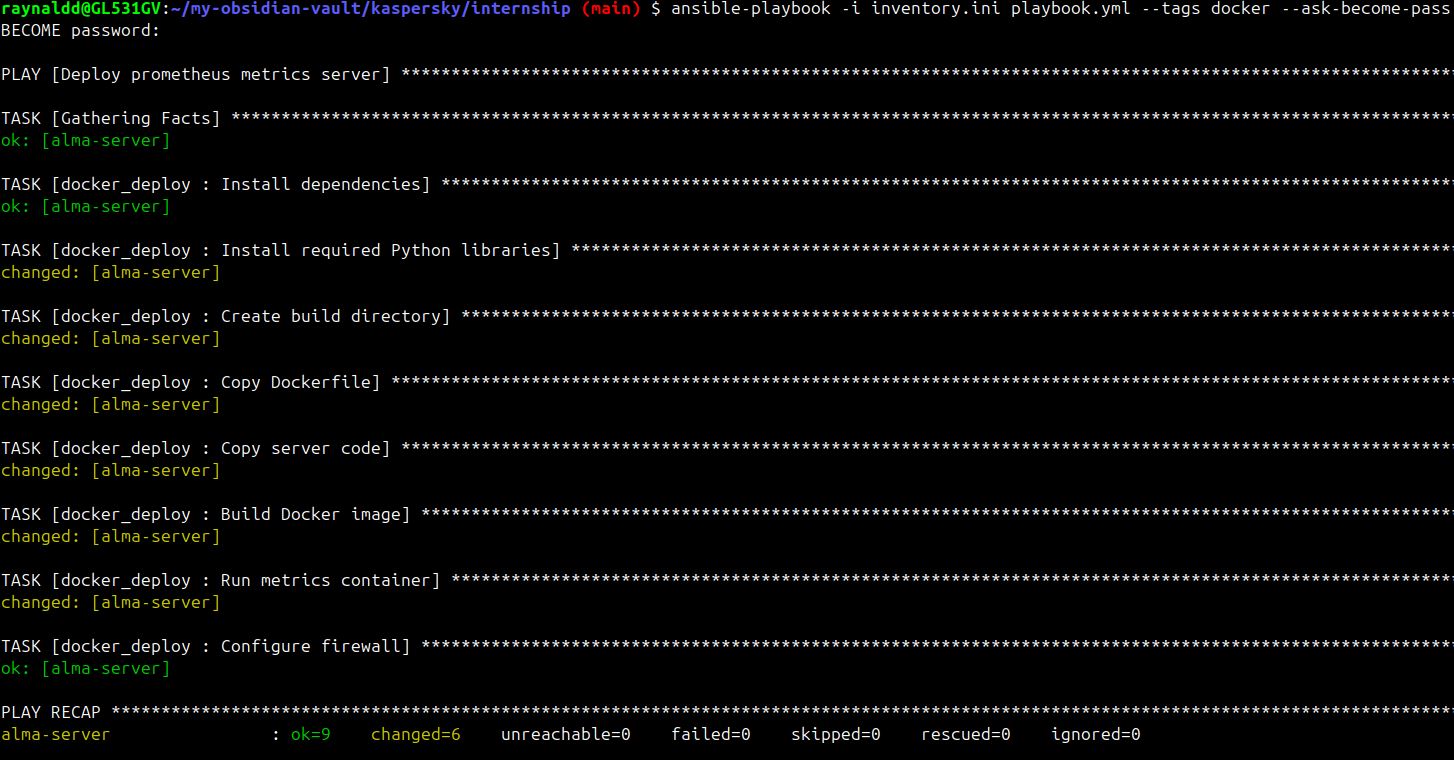 raynaldd@GL531GV:~/my-obsidian-vault/kaspersky/internship (main) $ ansible-playbook -i inventory.ini playbook.yml --tags docker --ask-become-pass
BECOME password:
PLAY [Deploy prometheus metrics server] *********************************************************************************************************
TASK [Gathering Facts] **************************************************************************************************************************
ok: [alma-server]
TASK [docker_deploy : Install dependencies] *****************************************************************************************************
ok: [alma-server]
TASK [docker_deploy : Install required Python libraries] ****************************************************************************************
changed: [alma-server]
TASK [docker_deploy : Create build directory] ***************************************************************************************************
changed: [alma-server]
TASK [docker_deploy : Copy Dockerfile] **********************************************************************************************************
changed: [alma-server]
TASK [docker_deploy : Copy server code] *********************************************************************************************************
changed: [alma-server]
TASK [docker_deploy : Build Docker image] *******************************************************************************************************
changed: [alma-server]
TASK [docker_deploy : Run metrics container] ****************************************************************************************************
changed: [alma-server]
TASK [docker_deploy : Configure firewall] *******************************************************************************************************
ok: [alma-server]
PLAY RECAP **************************************************************************************************************************************
alma-server                : ok=9    changed=6    unreachable=0    failed=0    skipped=0    rescued=0    ignored=0